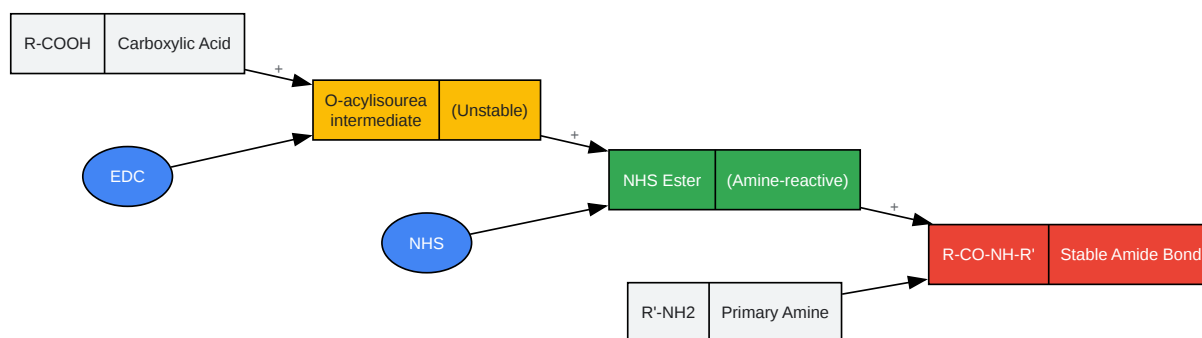 R-COOH
Carboxylic Acid
+
O-acylisourea
intermediate
(Unstable)
+
EDC
NHS Ester
(Amine-reactive)
+
NHS
R-CO-NH-R'
Stable Amide Bond
R'-NH2
Primary Amine